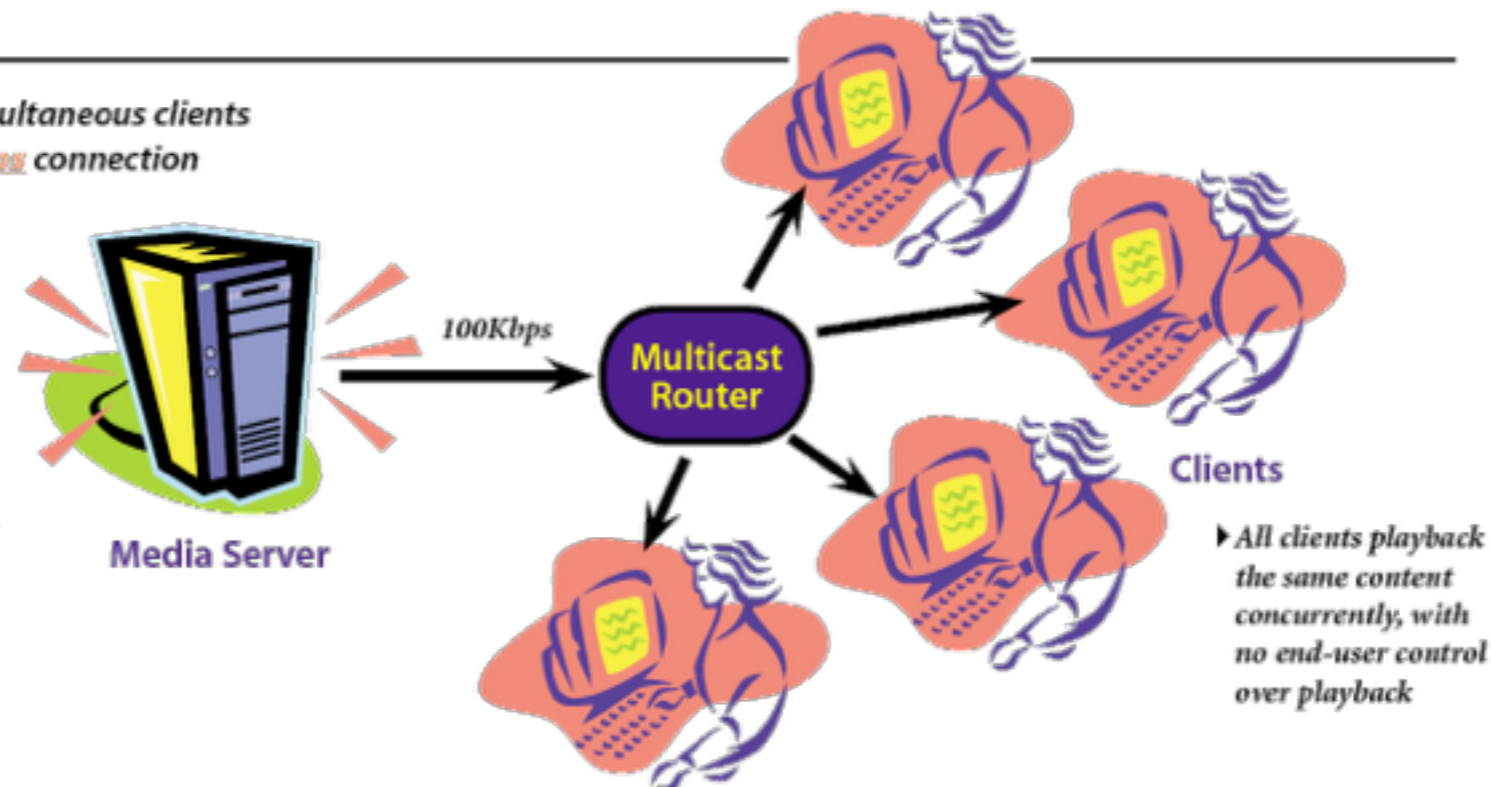 simultaneous clients
connection
100Kbps
Multicast
Router
Media Server
Clients
All clients playback
the same content
concurrently, with
no end-user control
over playback